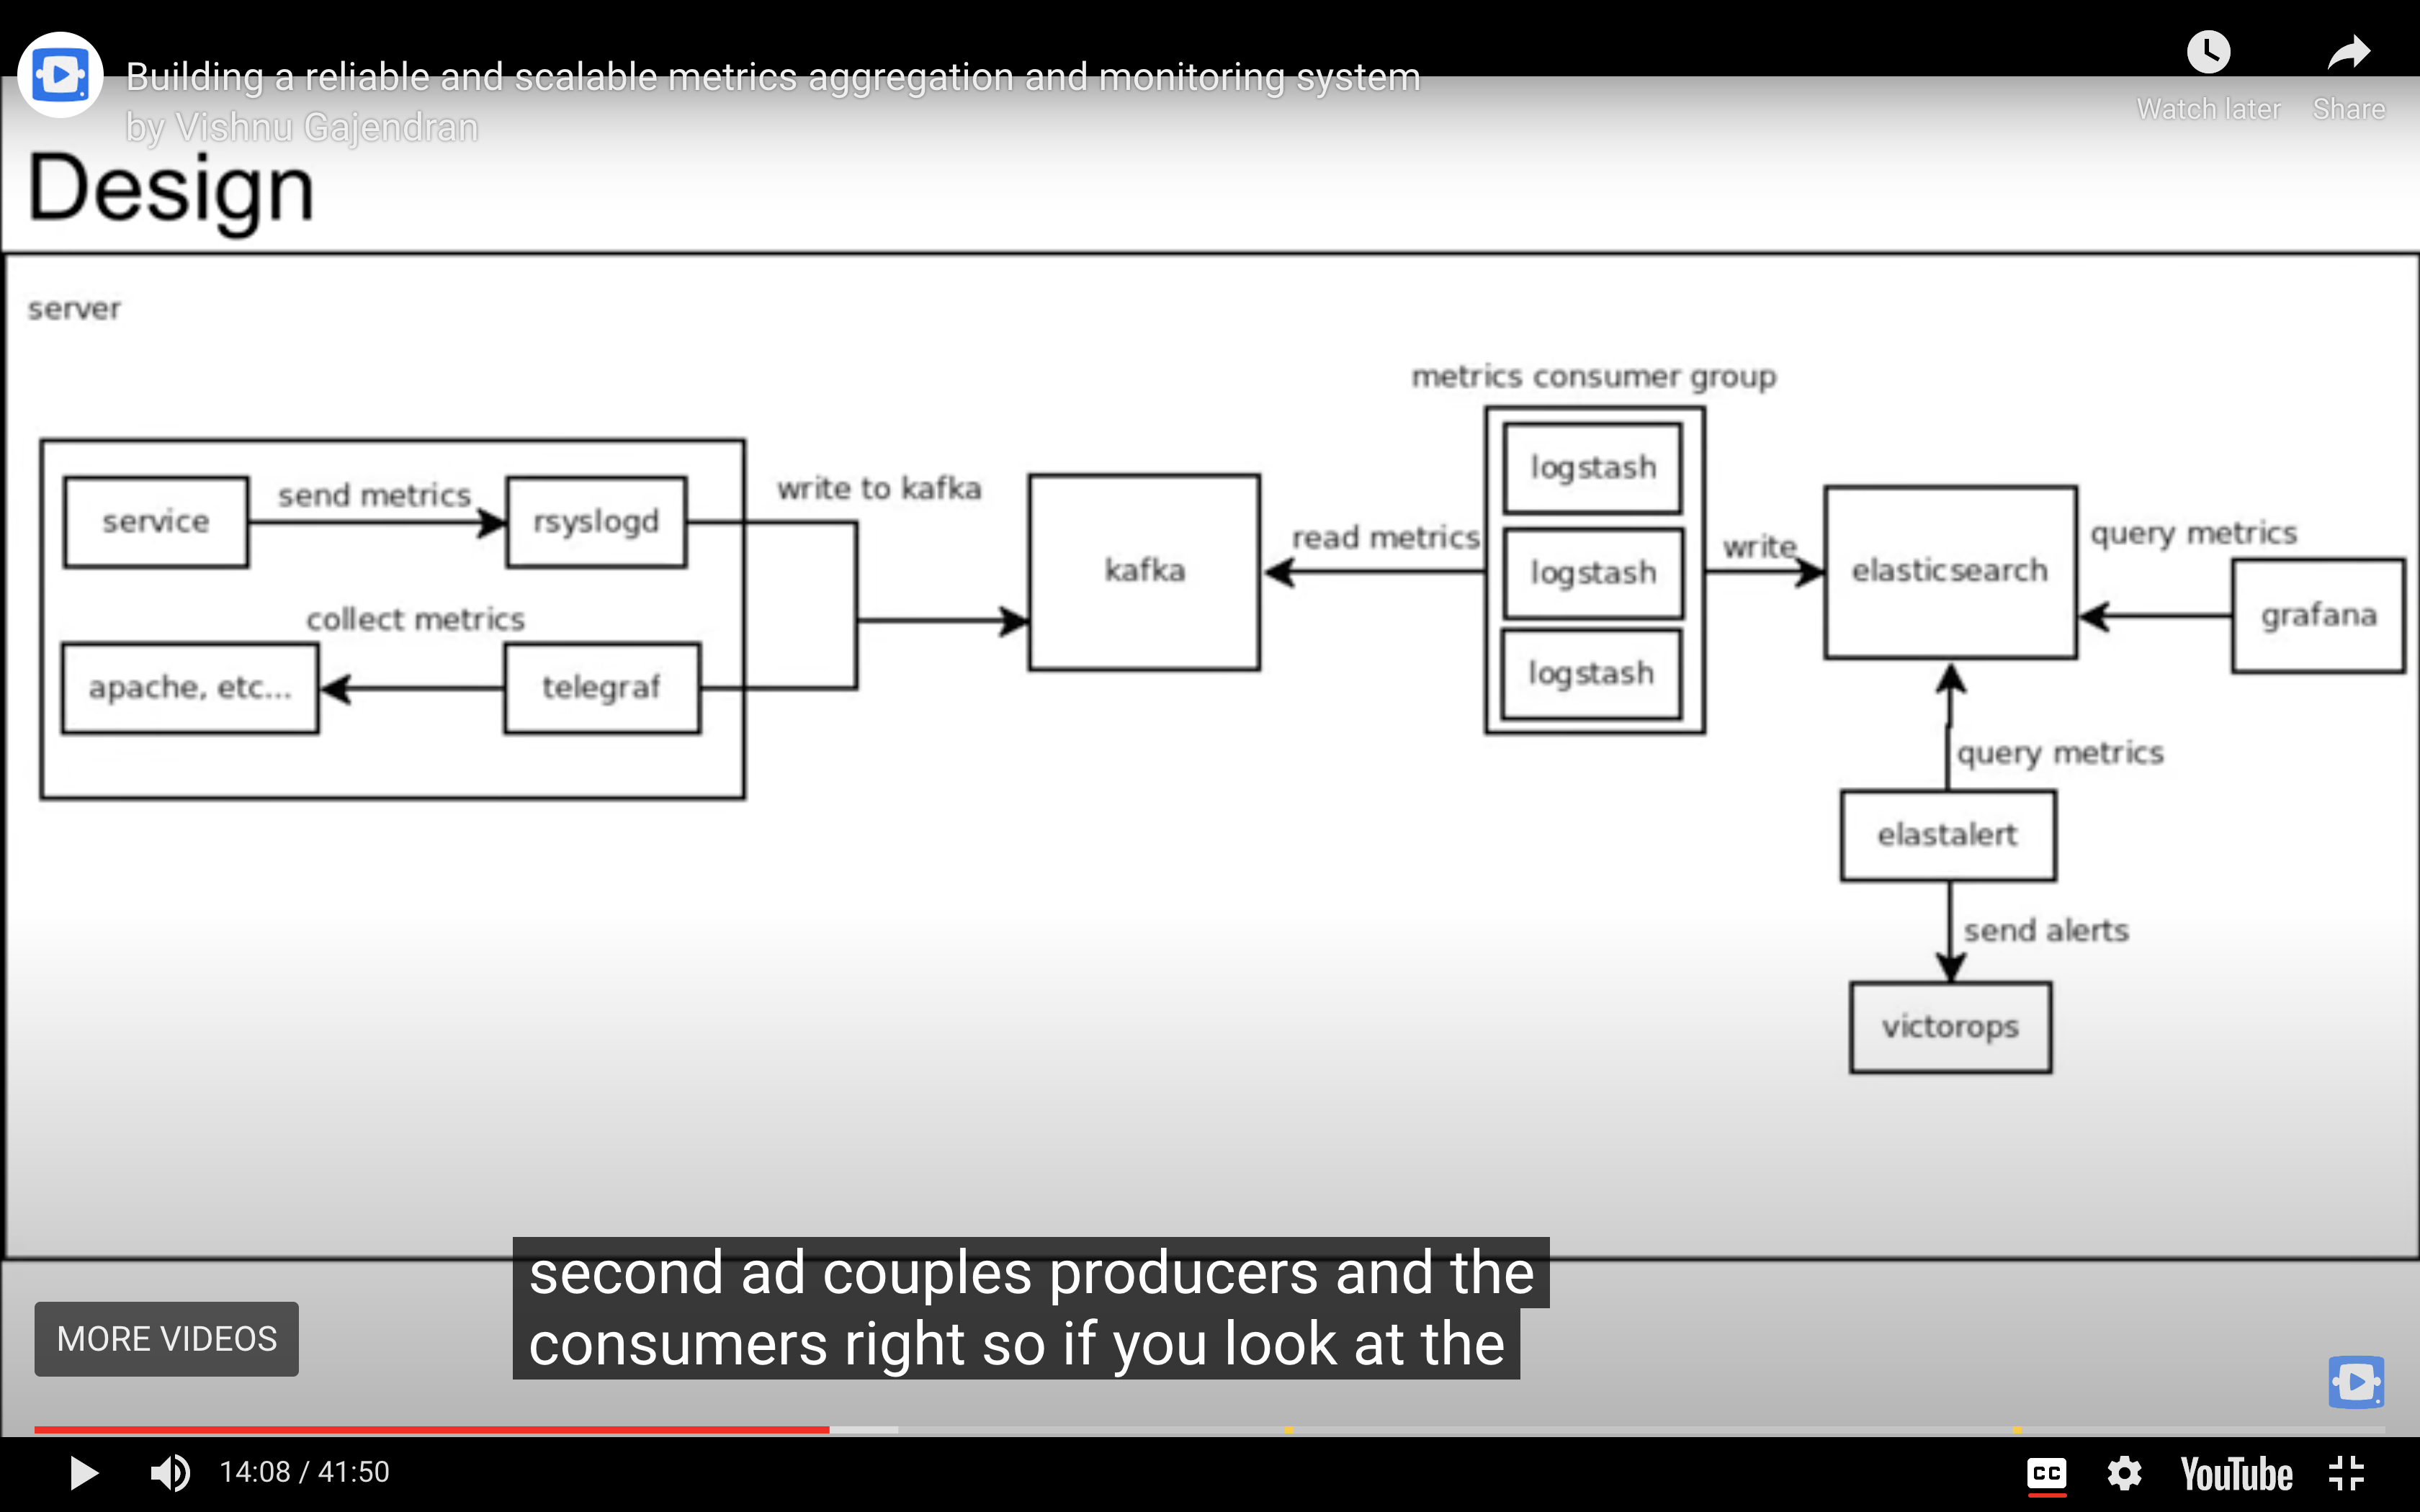 Building a reliable and scalable metrics aggregation and monitoring system
by Vishnu Gajendran
Watch later
Share
Design
server
metrics consumer group
service
send metrics
rsyslogd
write to kafka
collect metrics
apache, etc...
telegraf
kafka
read metrics
logstash
logstash
logstash
write
elasticsearch
query metrics
grafana
query metrics
elastalert
send alerts
victorops
second ad couples producers and the
consumers right so if you look at the
MORE VIDEOS
14:08 / 41:50
CC
YouTube